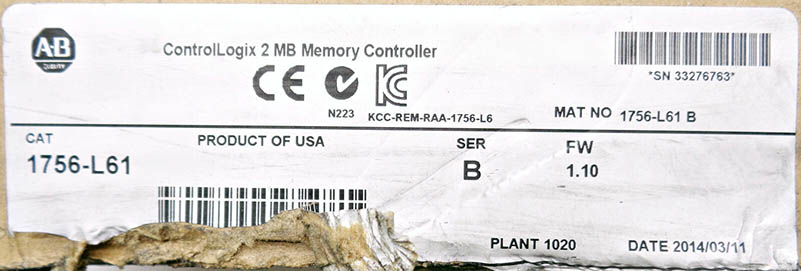 A-B
QUALITY
ControlLogix 2 MB Memory Controller
*SN 33276763*
CE
N223
KC
KCC-REM-RAA-1756-L6
MAT NO 1756-L61 B
CAT
1756-L61
PRODUCT OF USA
SER
B
FW
1.10
PLANT 1020
DATE 2014/03/11